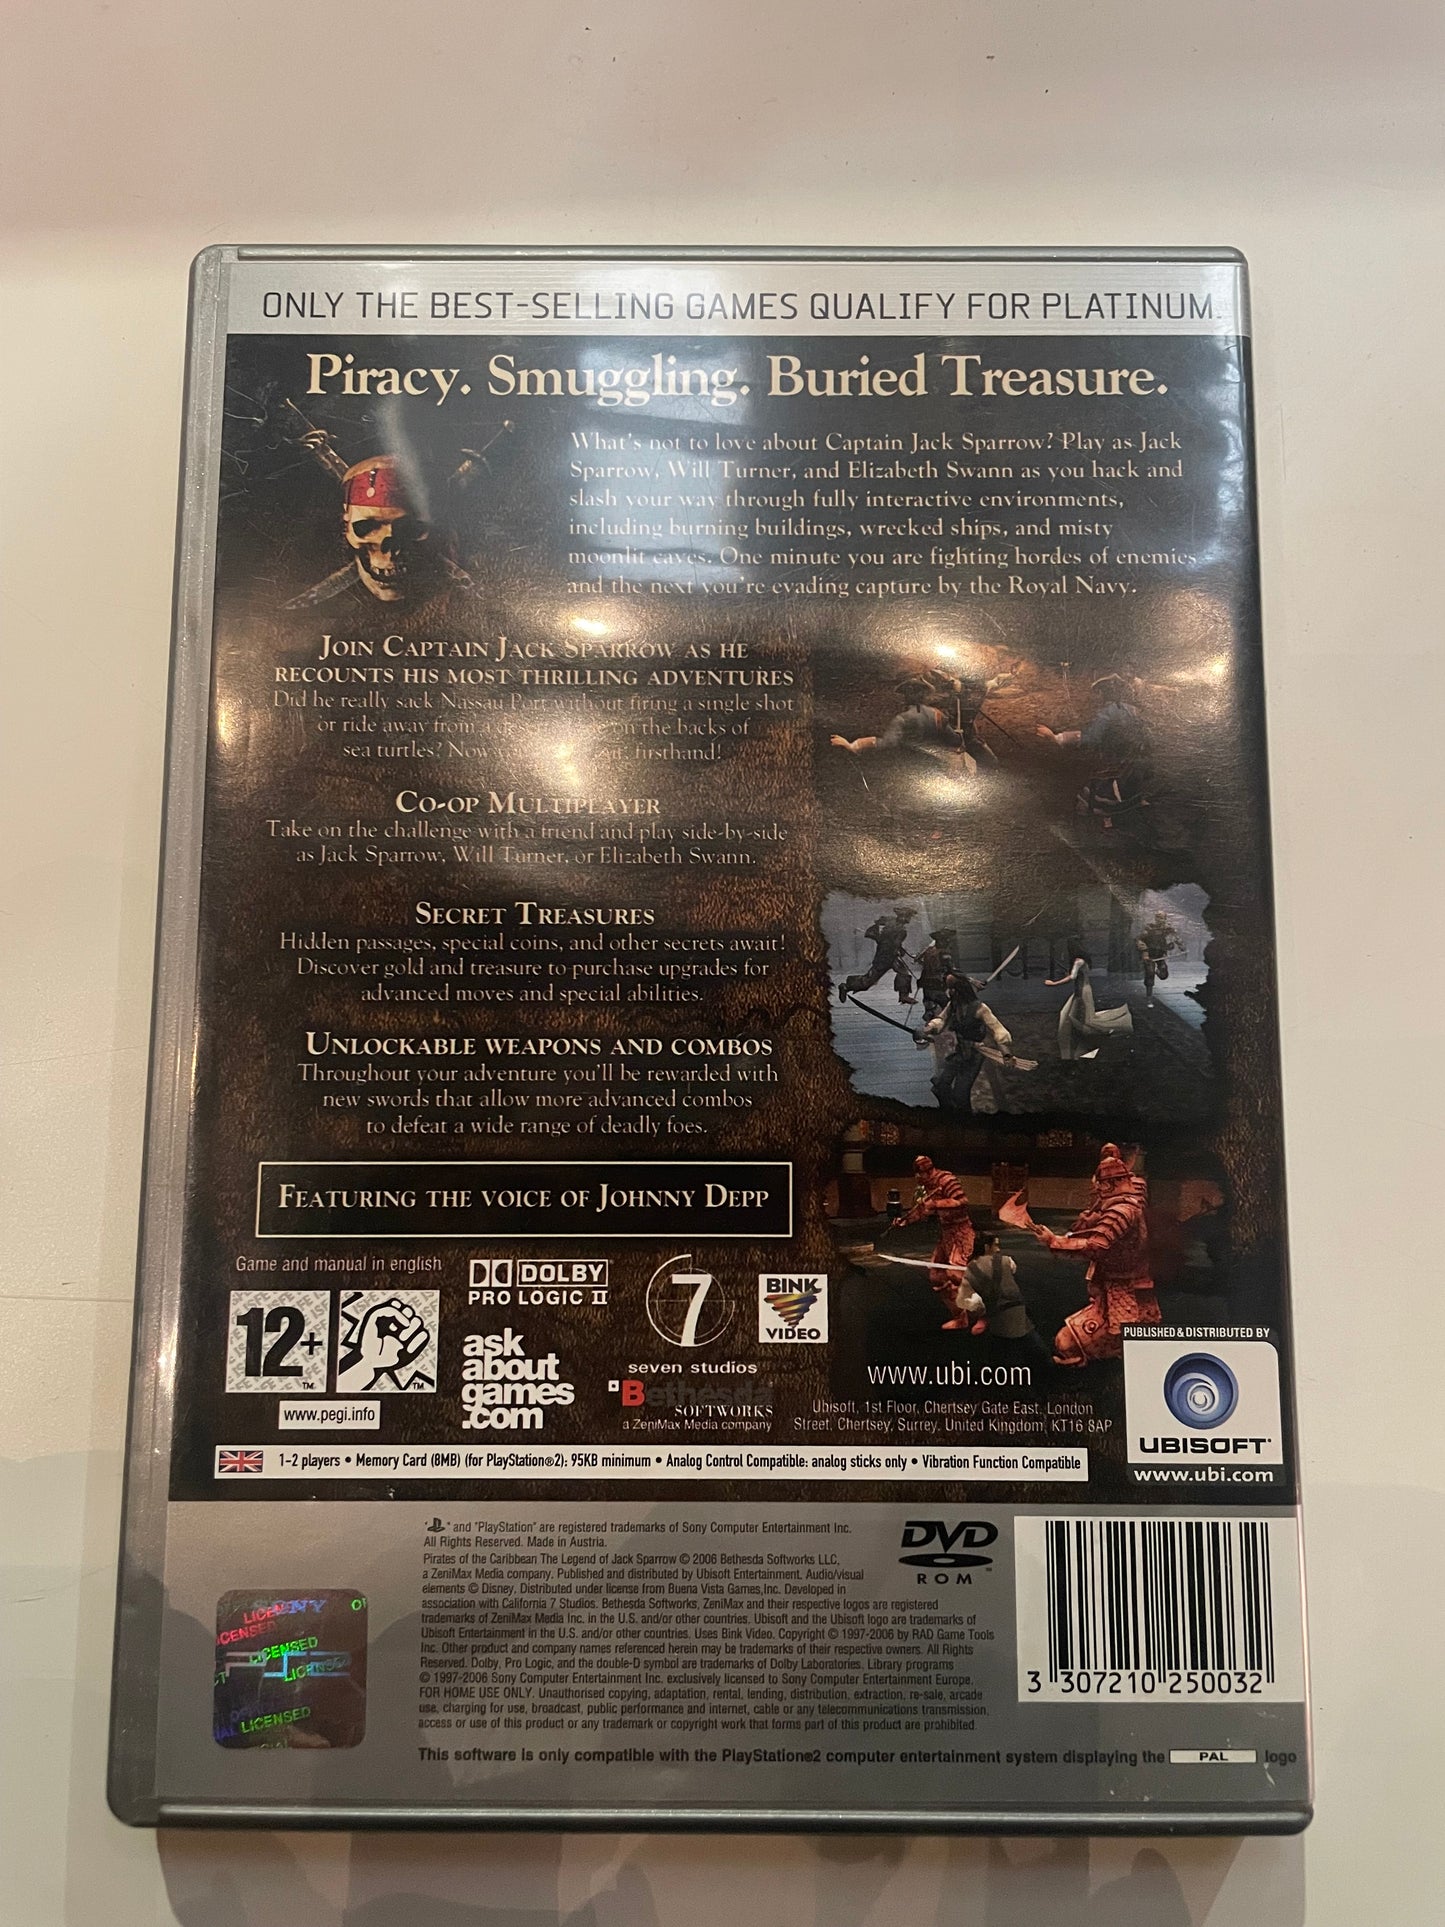 ONLY THE BEST-SELLING GAMES QUALIFY FOR PLATINUM.
Piracy. Smuggling. Buried Treasure.
What's not to love about Captain Jack Sparrow? Play as Jack
Sparrow, Will Turner, and Elizabeth Swann as you hack and
slash your way through fully interactive environments,
including burning buildings, wrecked ships, and misty
moonlit caves. One minute you are fighting hordes of enemies
and the next you're evading capture by the Royal Navy.
JOIN CAPTAIN JACK SPARROW AS HE
RECOUNTS HIS MOST THRILLING ADVENTURES
Did he really sack Nassau Port without firing a single shot
or ride away from a on the backs of
sea turtles? Now firsthand!
CO-OP MULTIPLAYER
Take on the challenge with a friend and play side-by-side
as Jack Sparrow, Will Turner, or Elizabeth Swann.
SECRET TREASURES
Hidden passages, special coins, and other secrets await!
Discover gold and treasure to purchase upgrades for
advanced moves and special abilities.
UNLOCKABLE WEAPONS AND COMBOS
Throughout your adventure you'll be rewarded with
new swords that allow more advanced combos
to defeat a wide range of deadly foes.
FEATURING THE VOICE OF JOHNNY DEPP
Game and manual in english
12+
TM
TM
www.pegi.info
DOLBY
PRO LOGIC II
ask
about
games
.com
7
seven studios
BINK
VIDEO
Bethesda
SOFTWORKS
a ZeniMax Media company
www.ubi.com
Ubisoft, 1st Floor, Chertsey Gate East, London
Street, Chertsey, Surrey, United Kingdom, KT16 8AP
PUBLISHED & DISTRIBUTED BY
UBISOFT
www.ubi.com
1-2 players • Memory Card (8MB) (for PlayStation®2): 95KB minimum • Analog Control Compatible: analog sticks only • Vibration Function Compatible
" " and "PlayStation" are registered trademarks of Sony Computer Entertainment Inc.
All Rights Reserved. Made in Austria.
Pirates of the Caribbean The Legend of Jack Sparrow © 2006 Bethesda Softworks LLC,
a ZeniMax Media company. Published and distributed by Ubisoft Entertainment. Audio/visual
elements © Disney. Distributed under license from Buena Vista Games,Inc. Developed in
association with California 7 Studios. Bethesda Softworks, ZeniMax and their respective logos are registered
trademarks of ZeniMax Media Inc. in the U.S. and/or other countries. Ubisoft and the Ubisoft logo are trademarks of
Ubisoft Entertainment in the U.S. and/or other countries. Uses Bink Video. Copyright © 1997-2006 by RAD Game Tools
Inc. Other product and company names referenced herein may be trademarks of their respective owners. All Rights
Reserved. Dolby, Pro Logic, and the double-D symbol are trademarks of Dolby Laboratories. Library programs
© 1997-2006 Sony Computer Entertainment Inc. exclusively licensed to Sony Computer Entertainment Europe.
FOR HOME USE ONLY. Unauthorised copying, adaptation, rental, lending, distribution, extraction, re-sale, arcade
use, charging for use, broadcast, public performance and internet, cable or any telecommunications transmission,
access or use of this product or any trademark or copyright work that forms part of this product are prohibited.
This software is only compatible with the PlayStation®2 computer entertainment system displaying the PAL logo
DVD
ROM
3 307210 250032
SONY
LICENSED
LICENSED
LICENSED